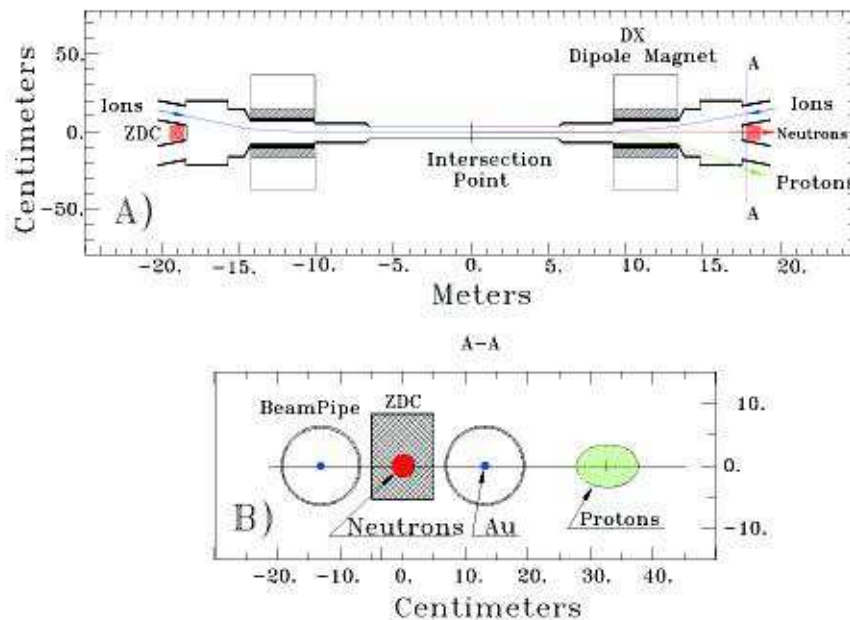 DX
Dipole Magnet
A
50.
Ions
Ions
0.
ZDC
Neutrons
Intersection
Point
Protons
-50.
A)
A
Centimeters
-20. -15. -10. -5. 0. 5. 10. 15. 20.
Meters
A-A
BeamPipe
ZDC
10.
0.
B)
Neutrons
Au
Protons
-10.
-20. -10. 0. 10. 20. 30. 40.
Centimeters